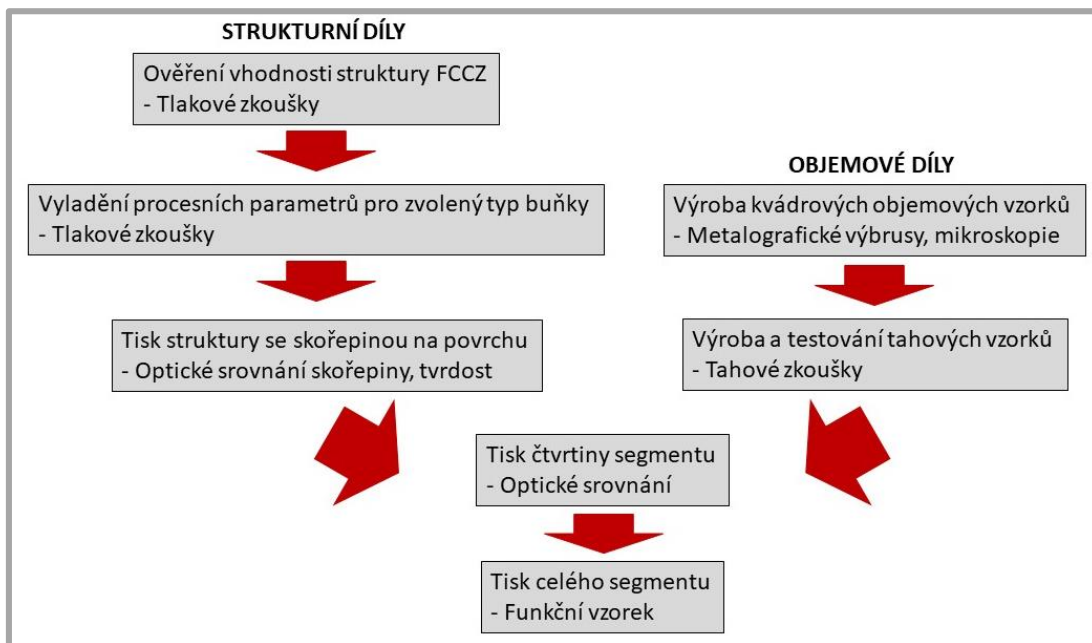 STRUKTURNÍ DÍLY
Ověření vhodnosti struktury FCCZ
- Tlakové zkoušky
Vyladění procesních parametrů pro zvolený typ buňky
- Tlakové zkoušky
Tisk struktury se skořepinou na povrchu
- Optické srovnání skořepiny, tvrdost
OBJEMOVÉ DÍLY
Výroba kvádrových objemových vzorků
- Metalografické výbrusy, mikroskopie
Výroba a testování tahových vzorků
- Tahové zkoušky
Tisk čtvrtiny segmentu
- Optické srovnání
Tisk celého segmentu
- Funkční vzorek